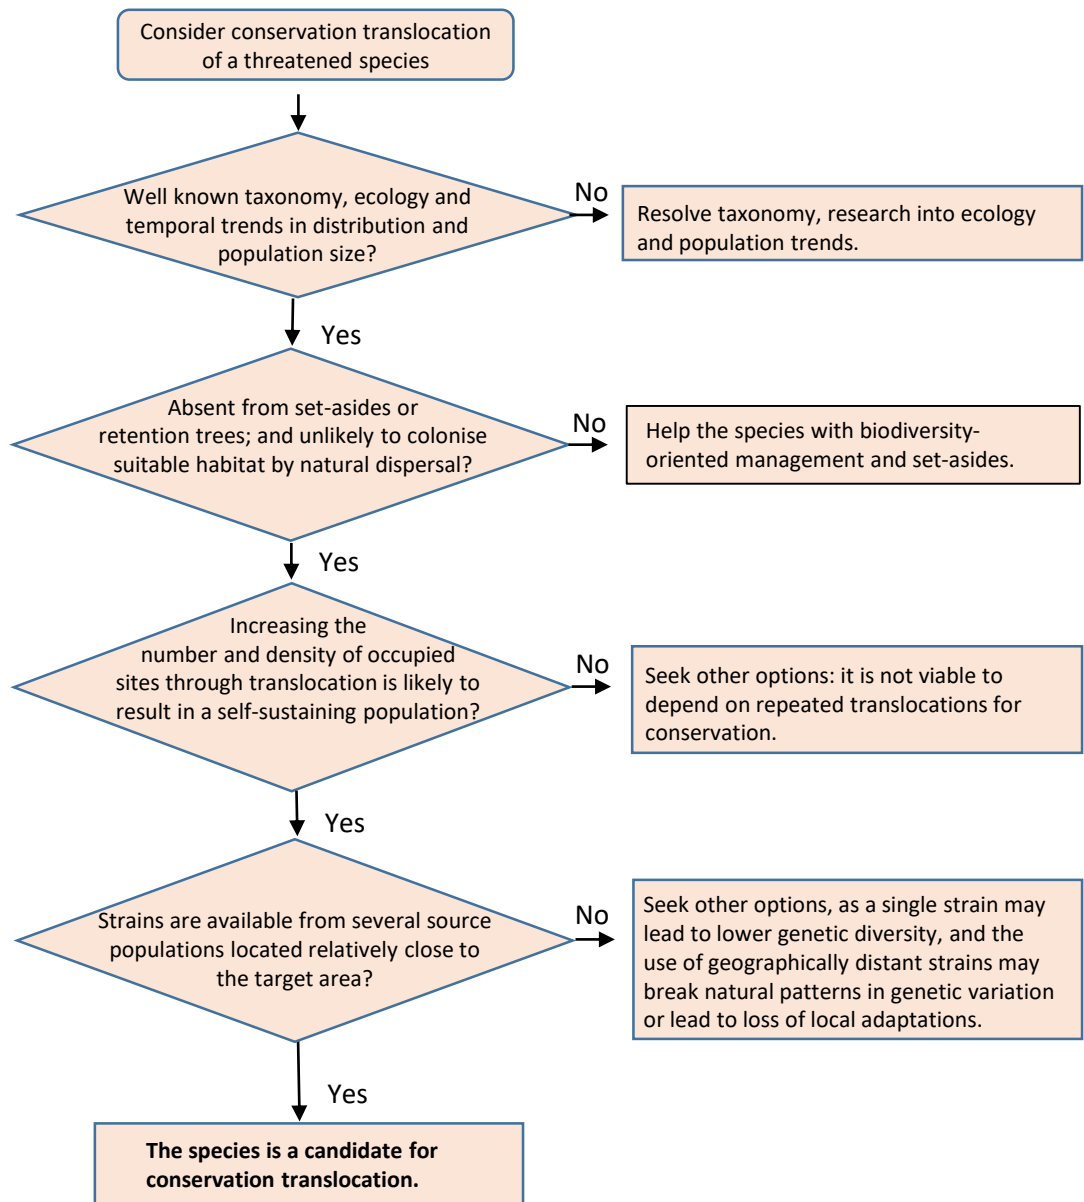 Consider conservation translocation
of a threatened species
Well known taxonomy, ecology and
temporal trends in distribution and
population size?
No
Resolve taxonomy, research into ecology
and population trends.
Yes
Absent from set-asides or
retention trees; and unlikely to colonise
suitable habitat by natural dispersal?
No
Help the species with biodiversity-
oriented management and set-asides.
Yes
Increasing the
number and density of occupied
sites through translocation is likely to
result in a self-sustaining population?
No
Seek other options: it is not viable to
depend on repeated translocations for
conservation.
Yes
Strains are available from several source
populations located relatively close to
the target area?
No
Seek other options, as a single strain may
lead to lower genetic diversity, and the
use of geographically distant strains may
break natural patterns in genetic variation
or lead to loss of local adaptations.
Yes
The species is a candidate for
conservation translocation.